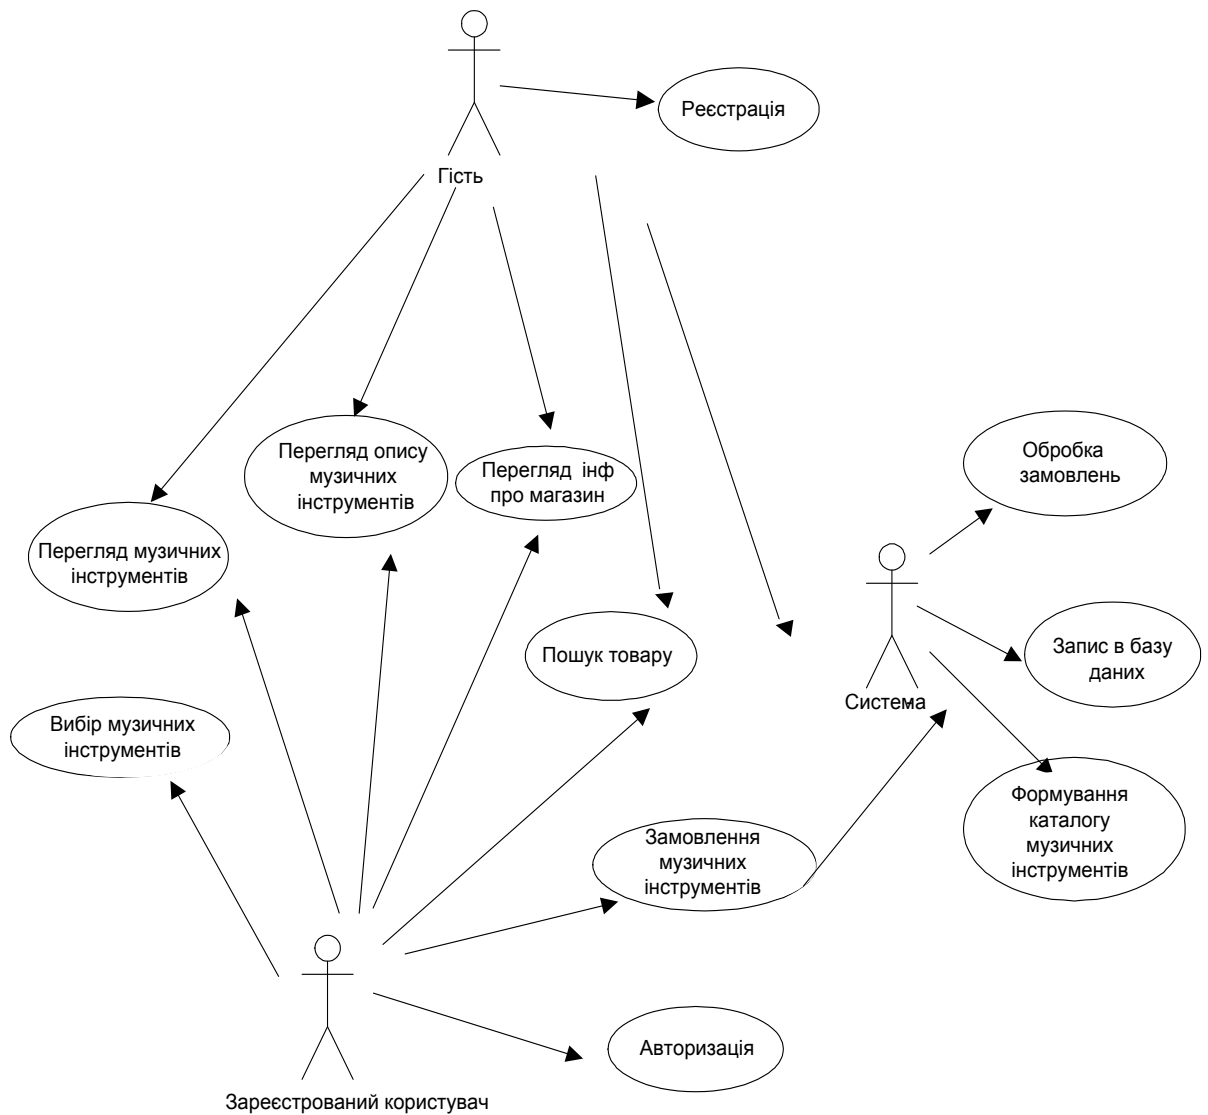 Реєстрація
Гість
Перегляд опису
музичних
інструментів
Перегляд інф
про магазин
Обробка
замовлень
Перегляд музичних
інструментів
Пошук товару
Запис в базу
даних
Система
Вибір музичних
інструментів
Формування
каталогу
музичних
інструментів
Замовлення
музичних
інструментів
Авторизація
Зареєстрований користувач